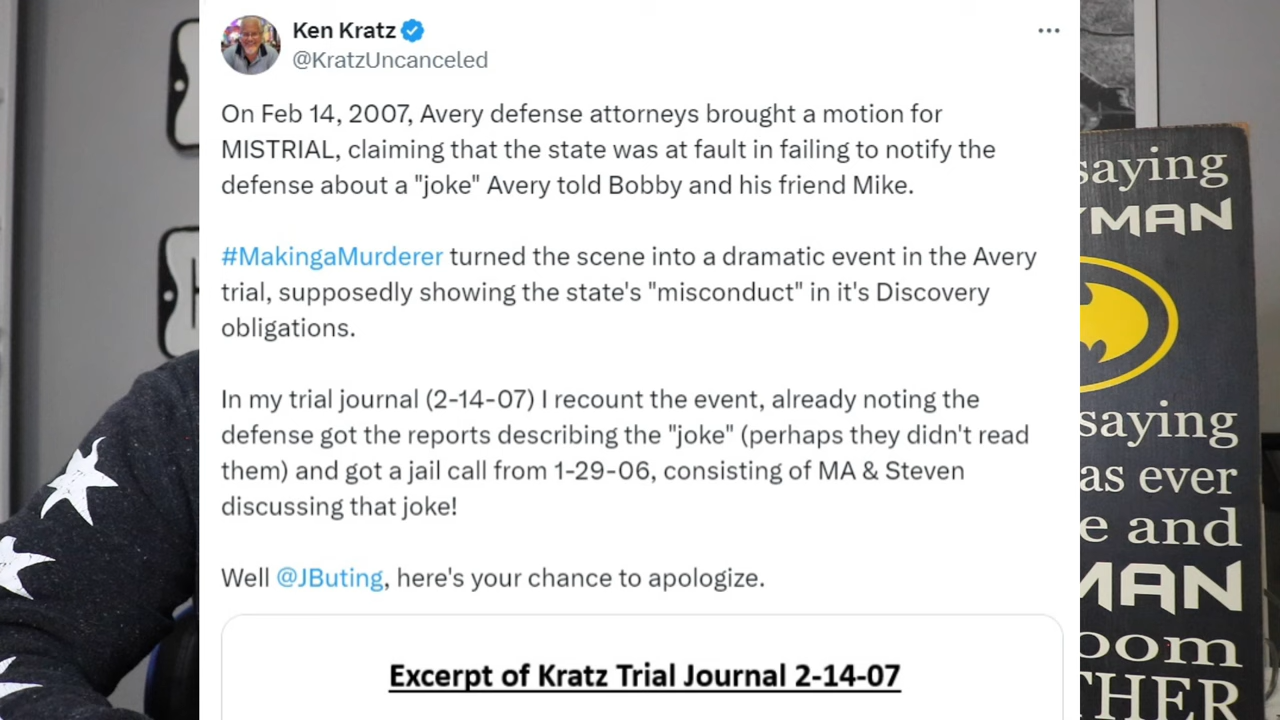 Ken Kratz
@KratzUncanceled
On Feb 14, 2007, Avery defense attorneys brought a motion for
MISTRIAL, claiming that the state was at fault in failing to notify the
defense about a "joke" Avery told Bobby and his friend Mike.
#MakingaMurderer turned the scene into a dramatic event in the Avery
trial, supposedly showing the state's "misconduct" in it's Discovery
obligations.
In my trial journal (2-14-07) I recount the event, already noting the
defense got the reports describing the "joke" (perhaps they didn't read
them) and got a jail call from 1-29-06, consisting of MA & Steven
discussing that joke!
Well @JButing, here's your chance to apologize.
Excerpt of Kratz Trial Journal 2-14-07
saying
MAN
saying
as ever
and
MAN